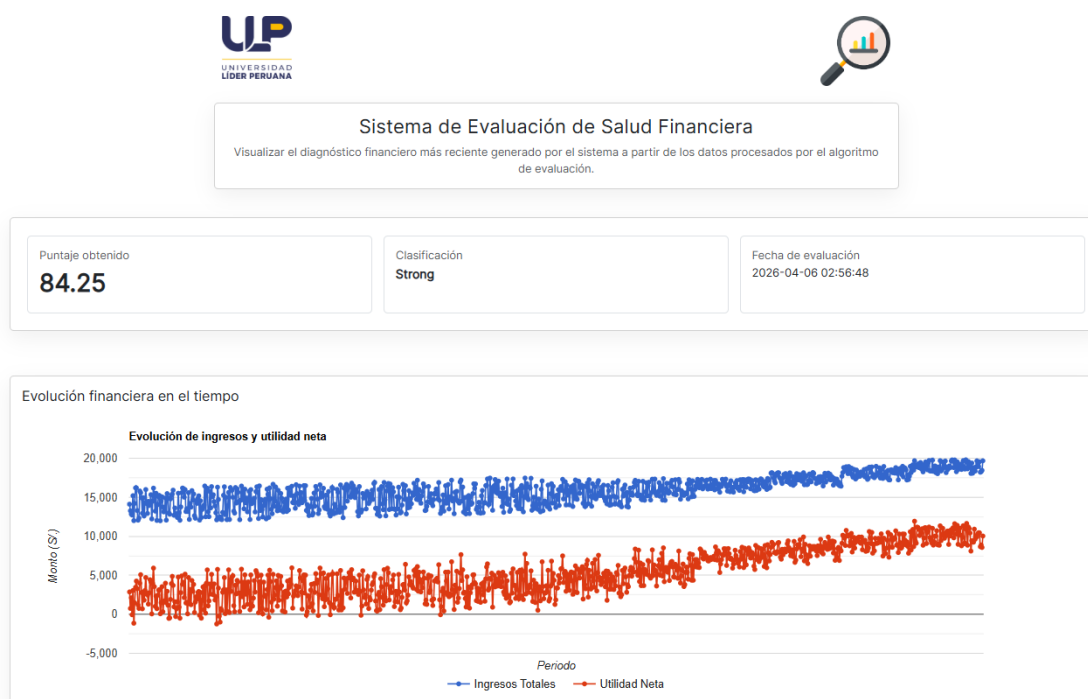 ULP
UNIVERSIDAD
LÍDER PERUANA
Sistema de Evaluación de Salud Financiera
Visualizar el diagnóstico financiero más reciente generado por el sistema a partir de los datos procesados por el algoritmo
de evaluación.
Puntaje obtenido
84.25
Clasificación
Strong
Fecha de evaluación
2026-04-06 02:56:48
Evolución financiera en el tiempo
Evolución de ingresos y utilidad neta
20,000
15,000
10,000
5,000
0
-5,000
Monto (S/.)
Periodo
Ingresos Totales
Utilidad Neta